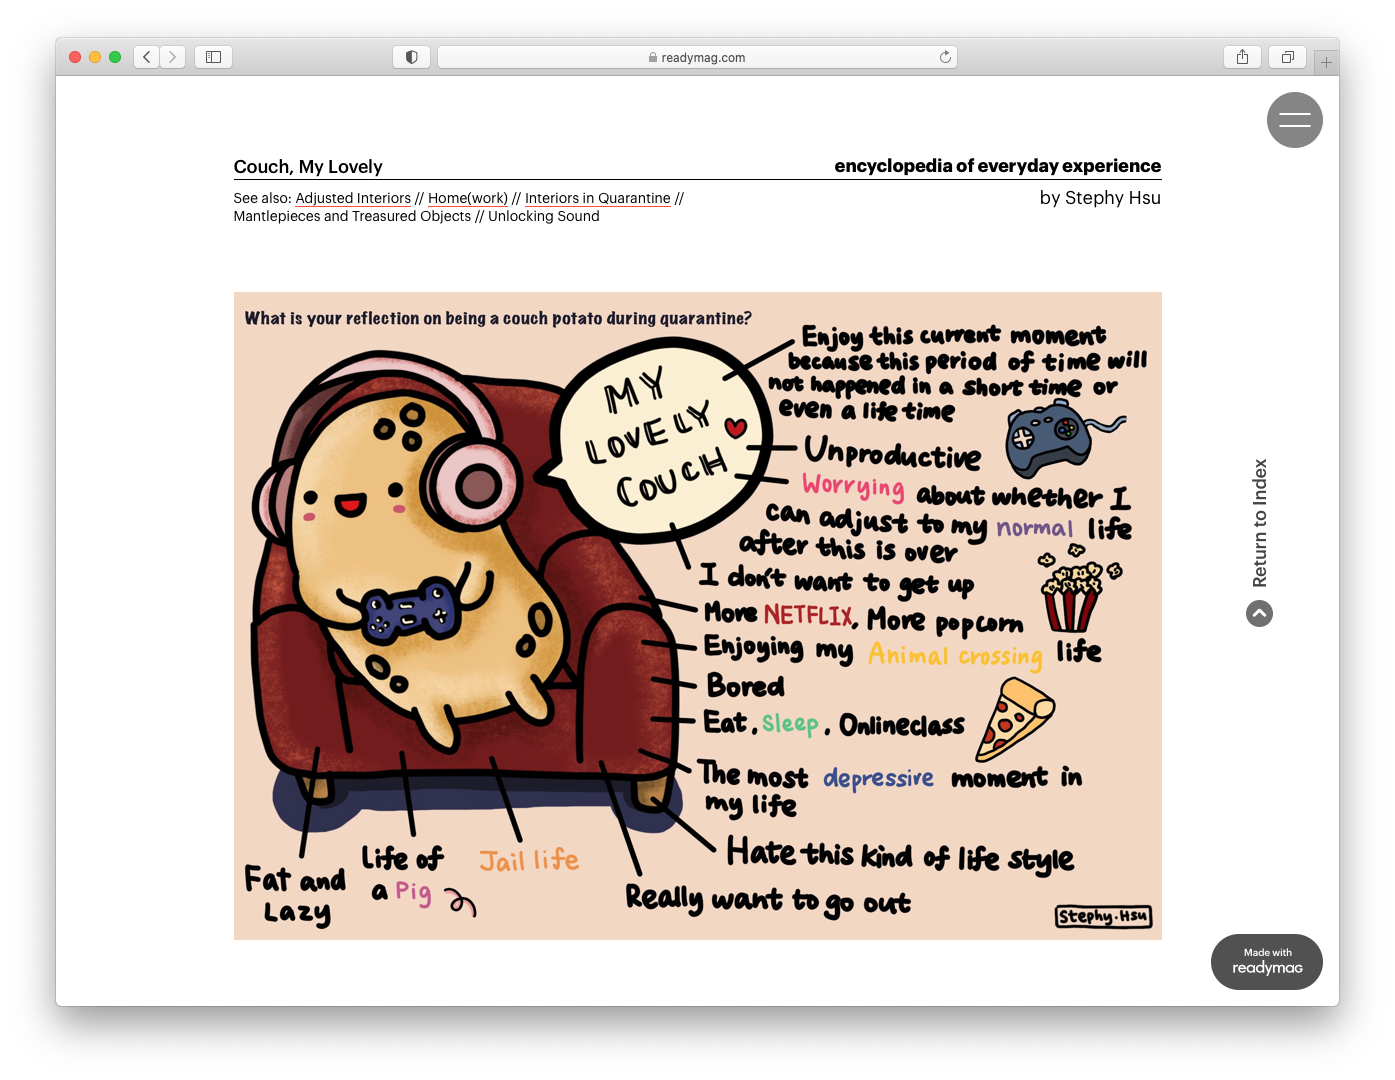 readymag.com
Couch, My Lovely
encyclopedia of everyday experience
See also: Adjusted Interiors // Home(work) // Interiors in Quarantine //
Mantlepieces and Treasured Objects // Unlocking Sound
by Stephy Hsu
What is your reflection on being a couch potato during quarantine?
MY
LOVELY
COUCH
Enjoy this current moment
because this period of time will
not happened in a short time or
even a life time
Unproductive
Worrying about whether I
can adjust to my normal life
after this is over
I don't want to get up
More NETFLIX, More popcorn
Enjoying my Animal crossing life
Bored
Eat, Sleep, Onlineclass
The most depressive moment in
my life
Hate this kind of life style
Really want to go out
Jail life
Life of
a Pig
Fat and
Lazy
Stephy.Hsu
Return to Index
Made with
readymag